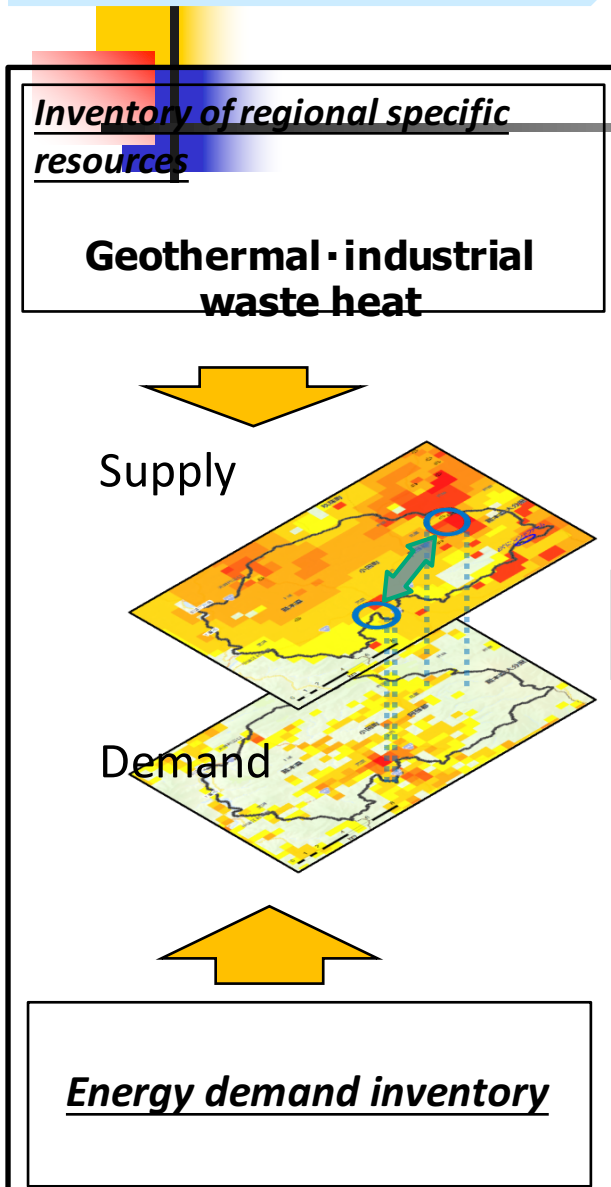 Inventory of regional specific
resources
Geothermal･industrial
waste heat
Supply
Demand
Energy demand inventory